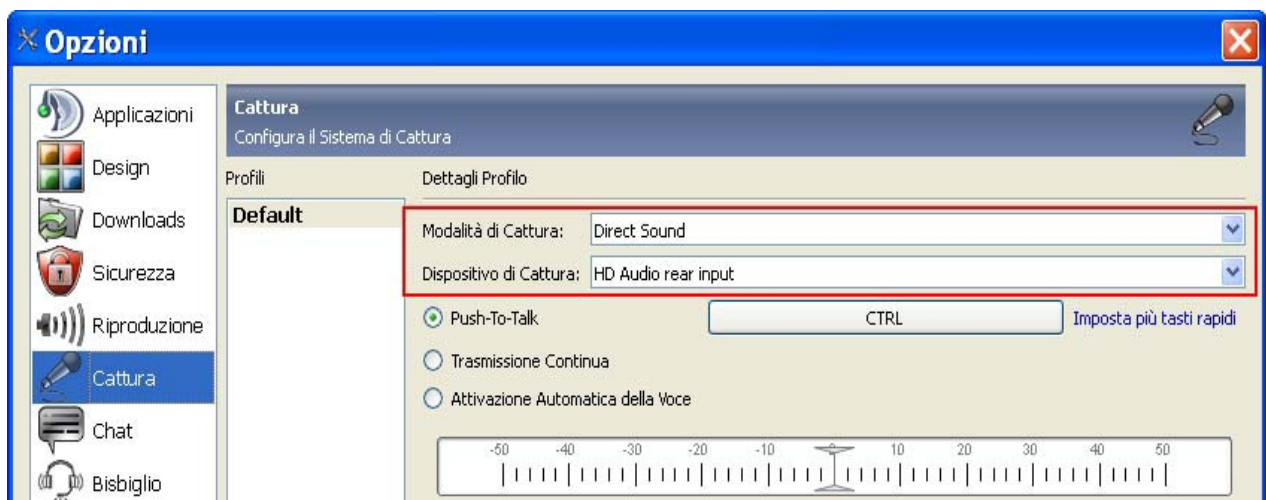 Opzioni
Applicazioni
Design
Downloads
Sicurezza
Riproduzione
Cattura
Chat
Bisbiglio
Cattura
Configura il Sistema di Cattura
Profili
Default
Dettagli Profilo
Modalità di Cattura: Direct Sound
Dispositivo di Cattura: HD Audio rear input
Push-To-Talk CTRL Imposta più tasti rapidi
Trasmissione Continua
Attivazione Automatica della Voce
-50 -40 -30 -20 -10 0 10 20 30 40 50